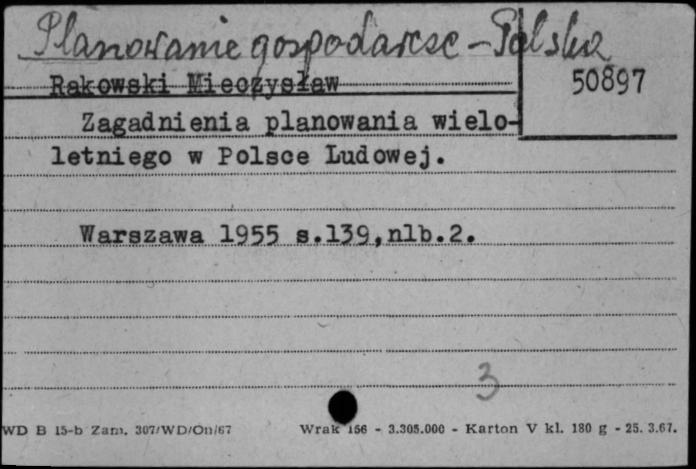 Planowanie gospodarcze - Polska
Rakowski Mieczysław
50897
Zagadnienia planowania wielo-
letniego w Polsce Ludowej.
Warszawa 1955 s.139,nlb.2.
3
WD B 15-b Zam. 307/WD/On/67
Wrak 156 - 3.305.000 - Karton V kl. 180 g - 25. 3.67.